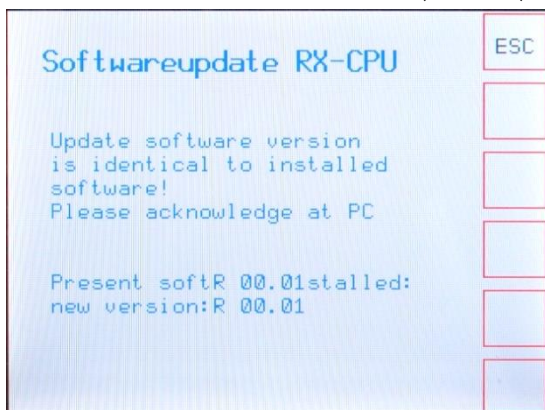 Softwareupdate RX-CPU
ESC
Update software version
is identical to installed
software!
Please acknowledge at PC
Present softR 00.01stalled:
new version:R 00.01